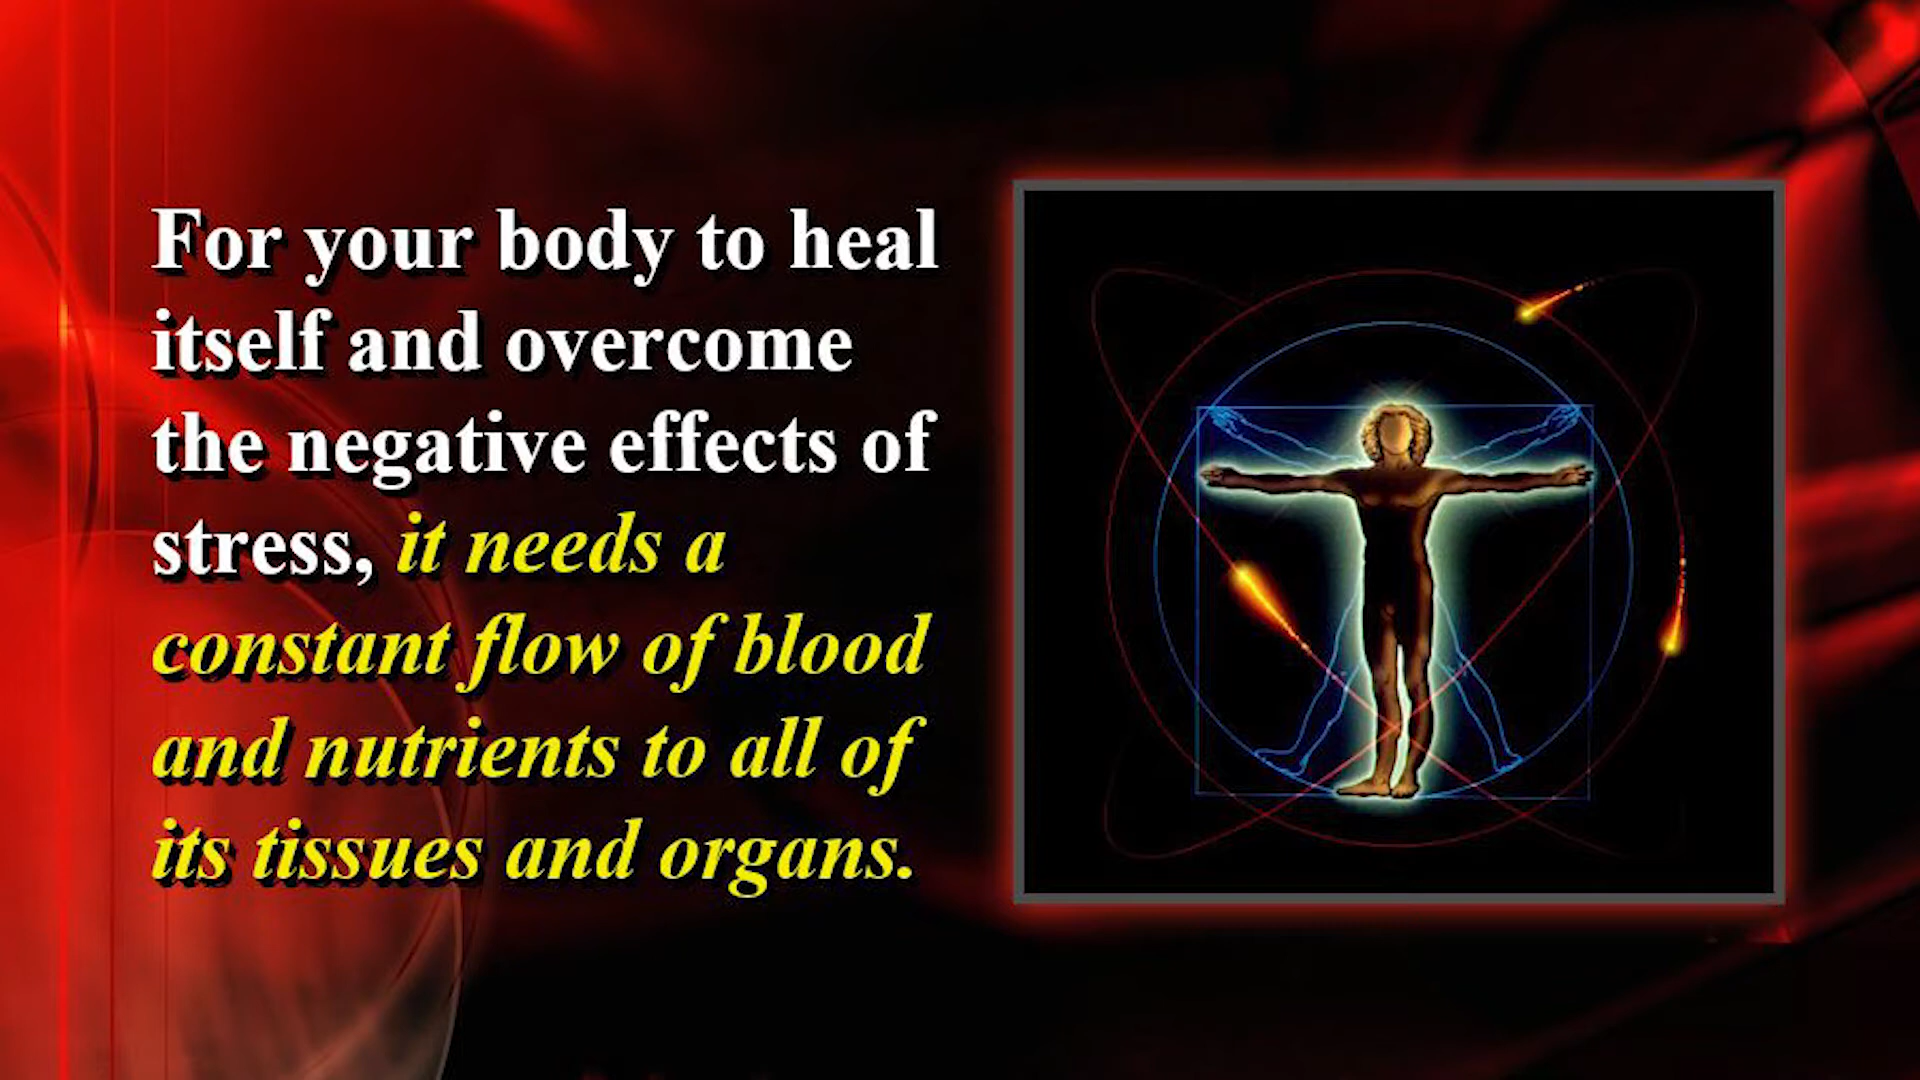 For your body to heal
itself and overcome
the negative effects of
stress, it needs a
constant flow of blood
and nutrients to all of
its tissues and organs.